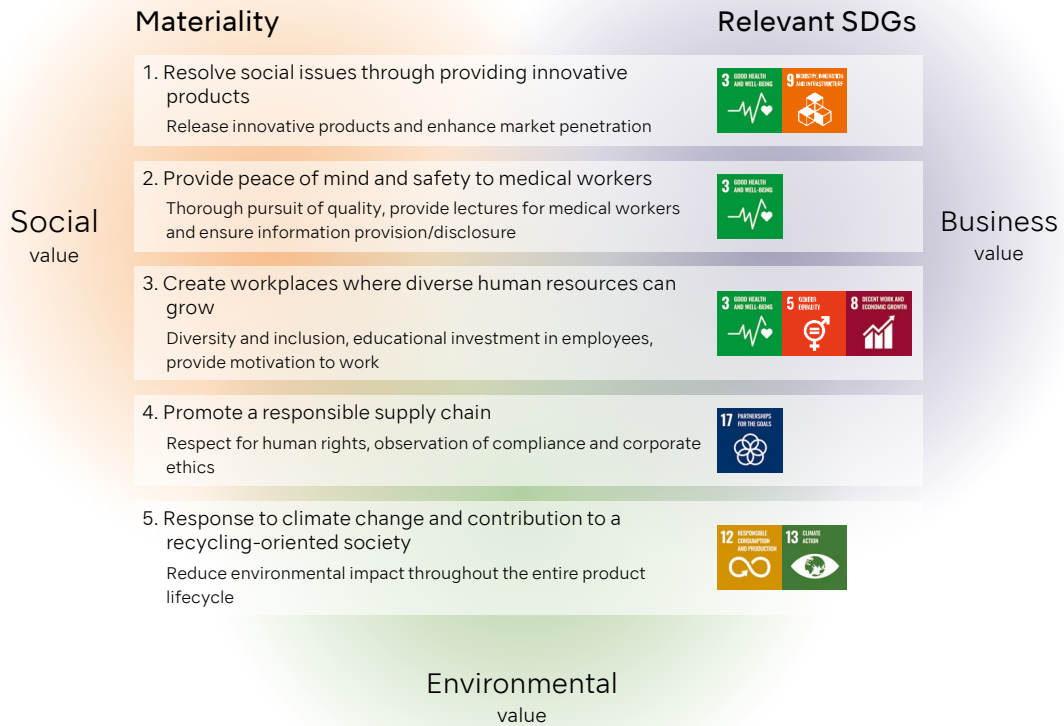 Materiality
Relevant SDGs
1. Resolve social issues through providing innovative
products
Release innovative products and enhance market penetration
3 GOOD HEALTH
AND WELL-BEING
9 INDUSTRY, INNOVATION
AND INFRASTRUCTURE
2. Provide peace of mind and safety to medical workers
Thorough pursuit of quality, provide lectures for medical workers
and ensure information provision/disclosure
3 GOOD HEALTH
AND WELL-BEING
Social
value
Business
value
3. Create workplaces where diverse human resources can
grow
Diversity and inclusion, educational investment in employees,
provide motivation to work
3 GOOD HEALTH
AND WELL-BEING
5 GENDER
EQUALITY
8 DECENT WORK AND
ECONOMIC GROWTH
4. Promote a responsible supply chain
Respect for human rights, observation of compliance and corporate
ethics
17 PARTNERSHIPS
FOR THE GOALS
5. Response to climate change and contribution to a
recycling-oriented society
Reduce environmental impact throughout the entire product
lifecycle
12 RESPONSIBLE
CONSUMPTION
AND PRODUCTION
13 CLIMATE
ACTION
Environmental
value